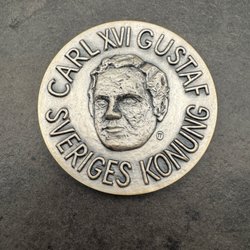 CARL XVI GUSTAF
SVERIGES KONUNG